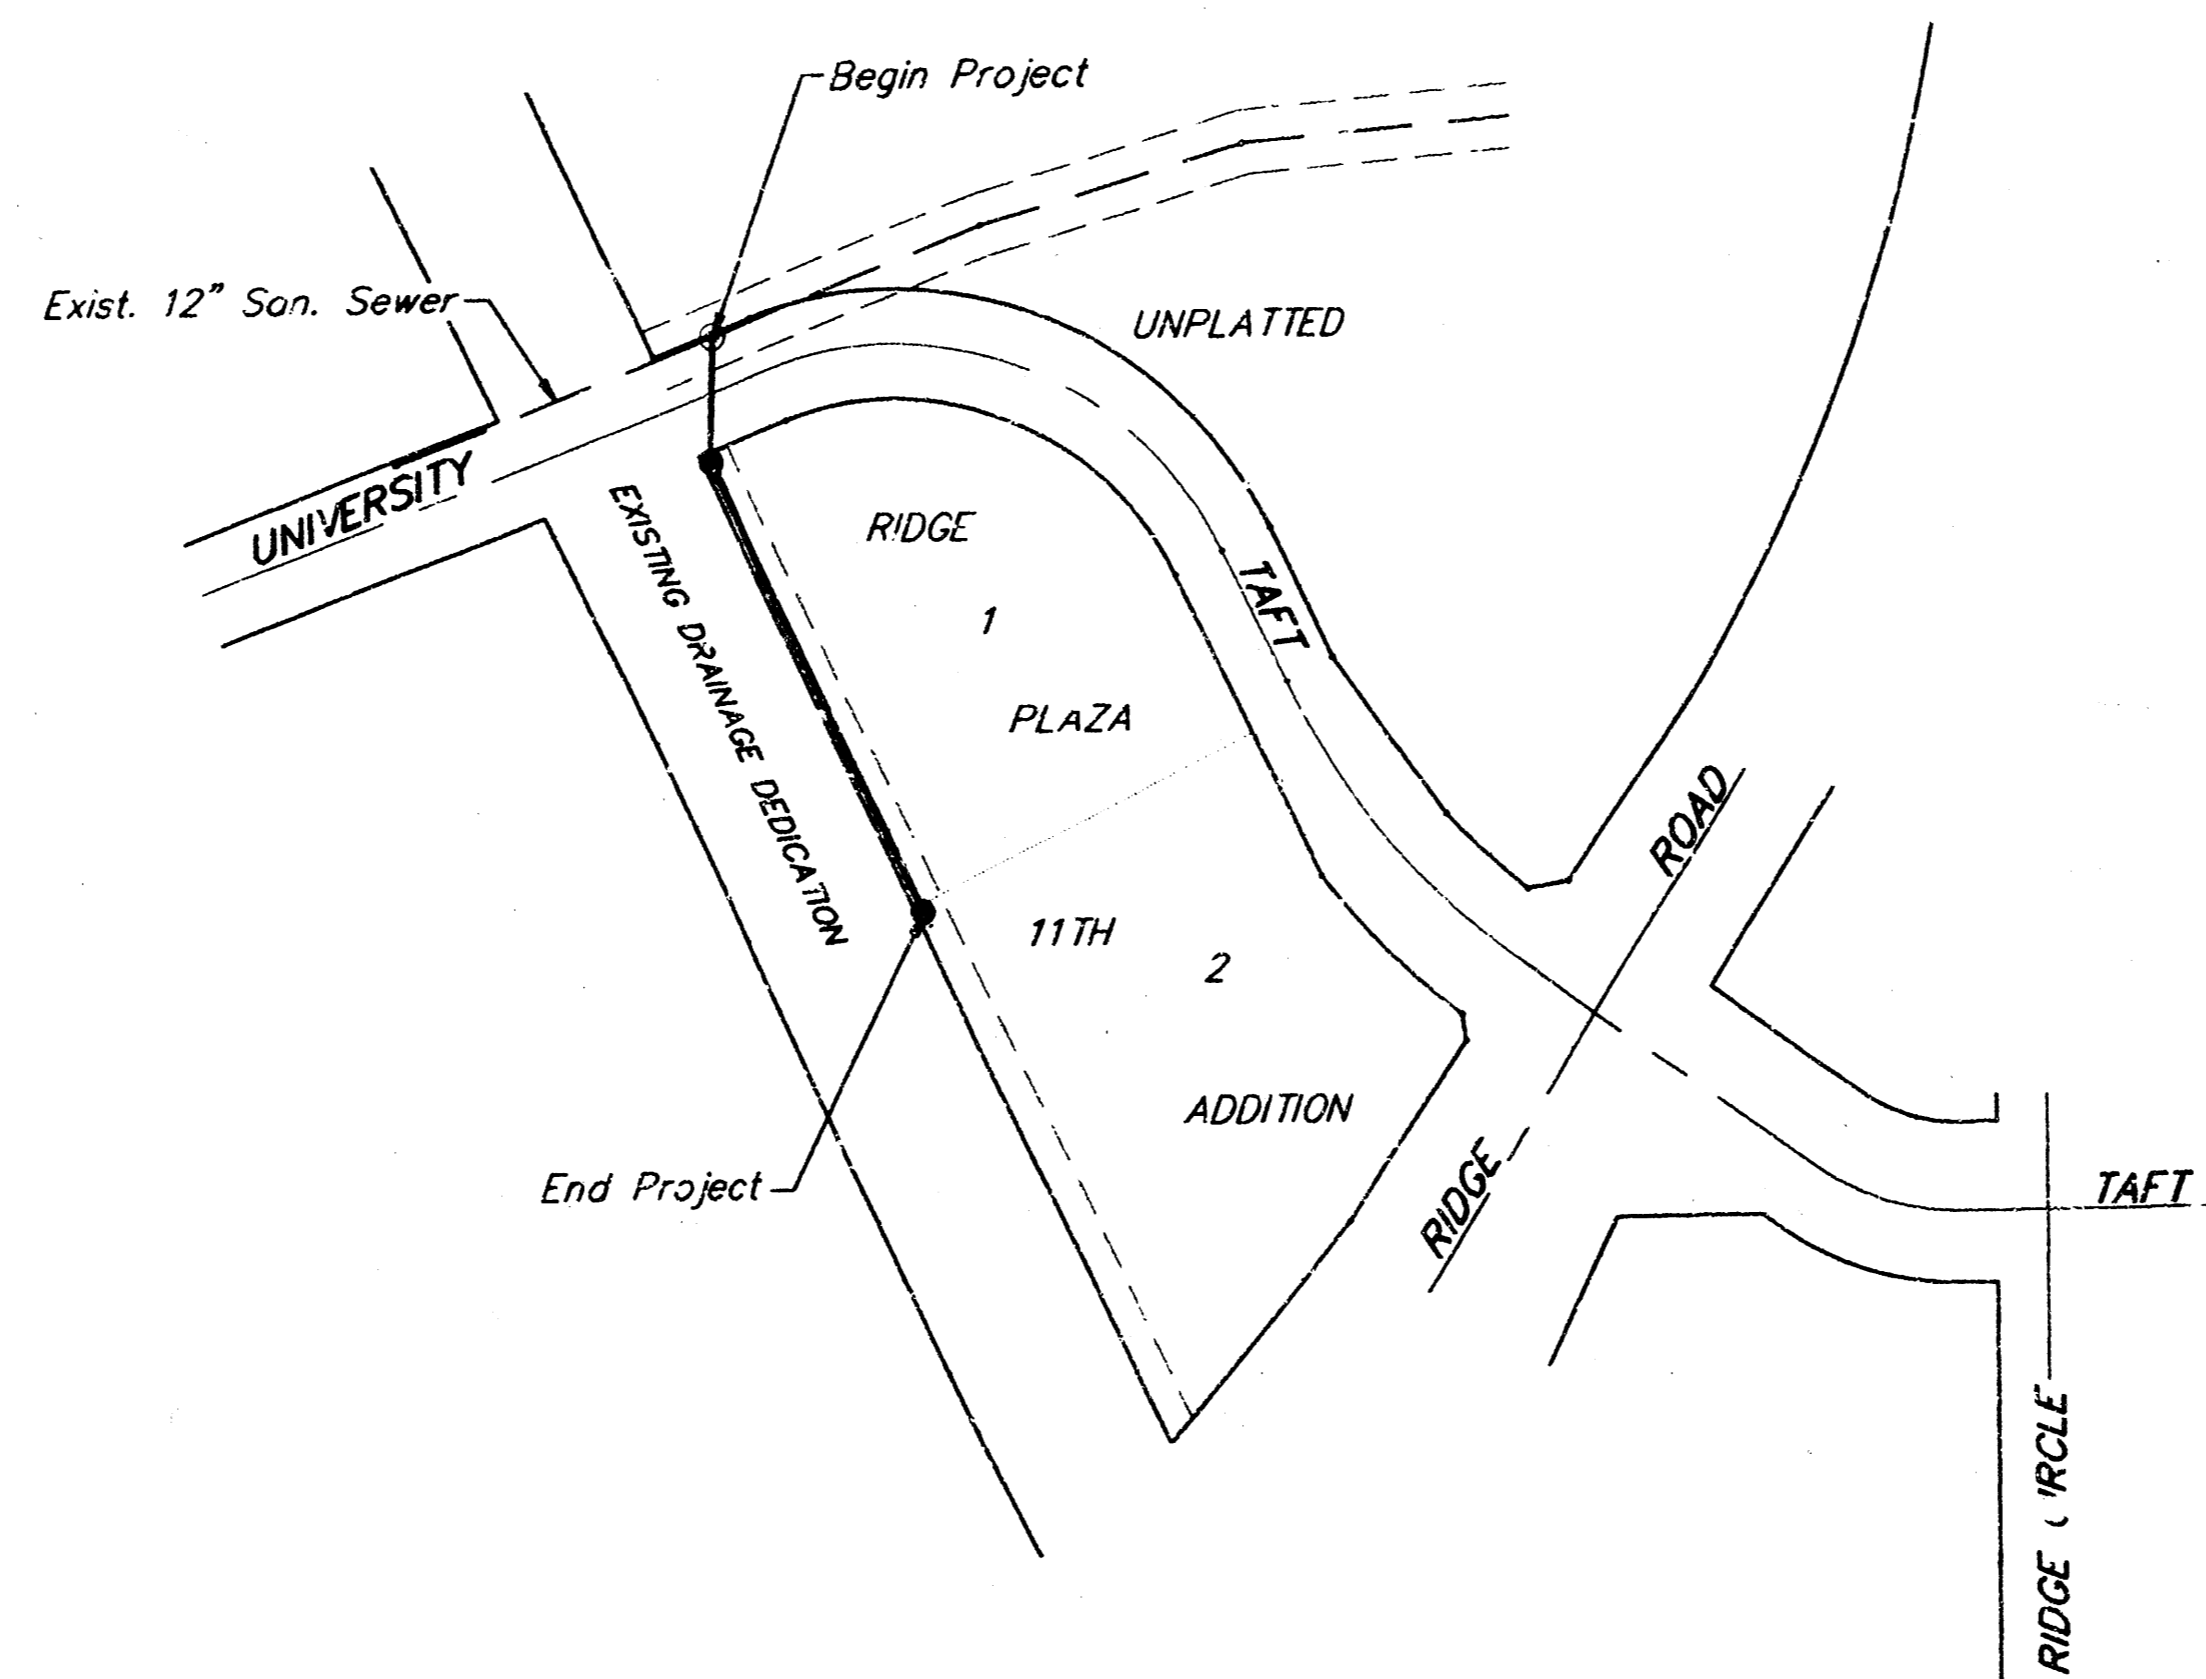 Begin Project
Exist. 12" San. Sewer
UNPLATTED
UNIVERSITY
EXISTING DRAINAGE DEDICATION
RIDGE
1
TAFT
PLAZA
ROAD
11TH
2
ADDITION
End Project
RIDGE
TAFT
RIDGE CIRCLE